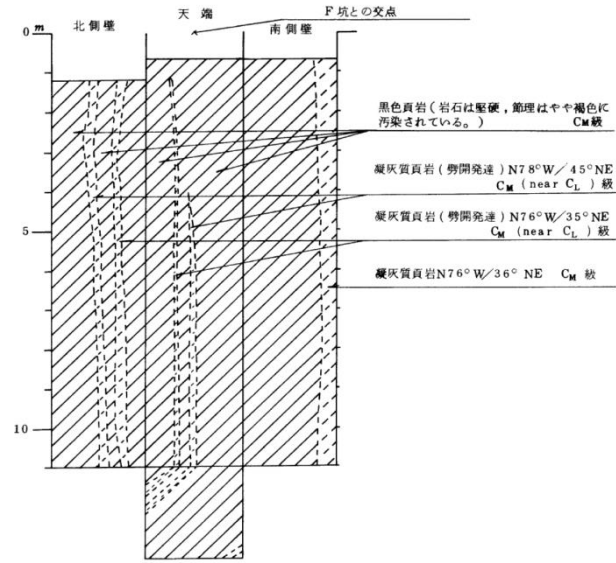 F坑との交点
北側壁
天端
南側壁
0 m
5
10
黒色頁岩(岩石は堅硬,節理はやや褐色に
汚染されている。) CM級
凝灰質頁岩(劈開発達)N78°W/45°NE
CM (near CL)級
凝灰質頁岩(劈開発達)N76°W/35°NE
CM (near CL)級
凝灰質頁岩N76°W/36° NE CM 級